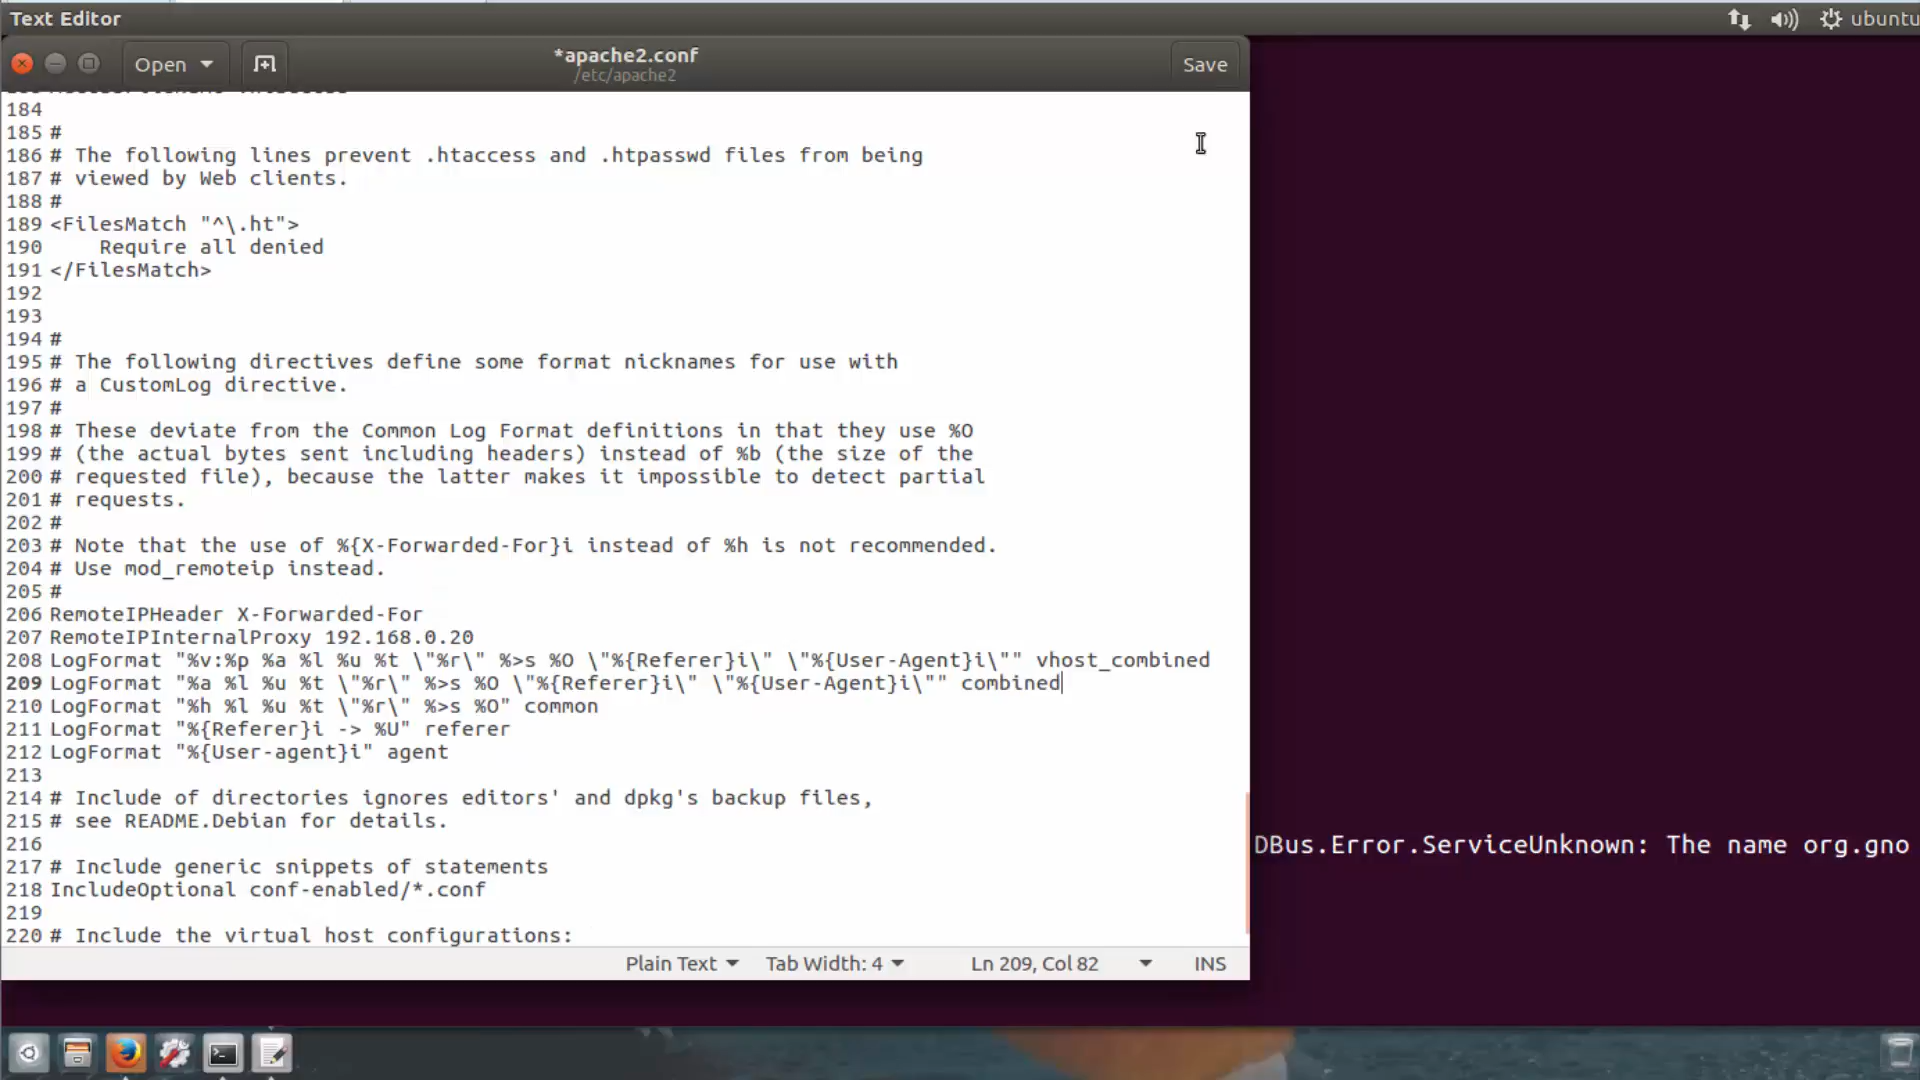 Text Editor
ubuntu
Open
*apache2.conf
/etc/apache2
Save
184
185 #
186 # The following lines prevent .htaccess and .htpasswd files from being
187 # viewed by Web clients.
188 #
189 <FilesMatch "^\.ht">
190     Require all denied
191 </FilesMatch>
192
193
194 #
195 # The following directives define some format nicknames for use with
196 # a CustomLog directive.
197 #
198 # These deviate from the Common Log Format definitions in that they use %O
199 # (the actual bytes sent including headers) instead of %b (the size of the
200 # requested file), because the latter makes it impossible to detect partial
201 # requests.
202 #
203 # Note that the use of %{X-Forwarded-For}i instead of %h is not recommended.
204 # Use mod_remoteip instead.
205 #
206 RemoteIPHeader X-Forwarded-For
207 RemoteIPInternalProxy 192.168.0.20
208 LogFormat "%v:%p %a %l %u %t \"%r\" %>s %O \"%{Referer}i\" \"%{User-Agent}i\"" vhost_combined
209 LogFormat "%a %l %u %t \"%r\" %>s %O \"%{Referer}i\" \"%{User-Agent}i\"" combined
210 LogFormat "%h %l %u %t \"%r\" %>s %O" common
211 LogFormat "%{Referer}i -> %U" referer
212 LogFormat "%{User-agent}i" agent
213
214 # Include of directories ignores editors' and dpkg's backup files,
215 # see README.Debian for details.
216
217 # Include generic snippets of statements
218 IncludeOptional conf-enabled/*.conf
219
220 # Include the virtual host configurations:
DBus.Error.ServiceUnknown: The name org.gno
Plain Text
Tab Width: 4
Ln 209, Col 82
INS